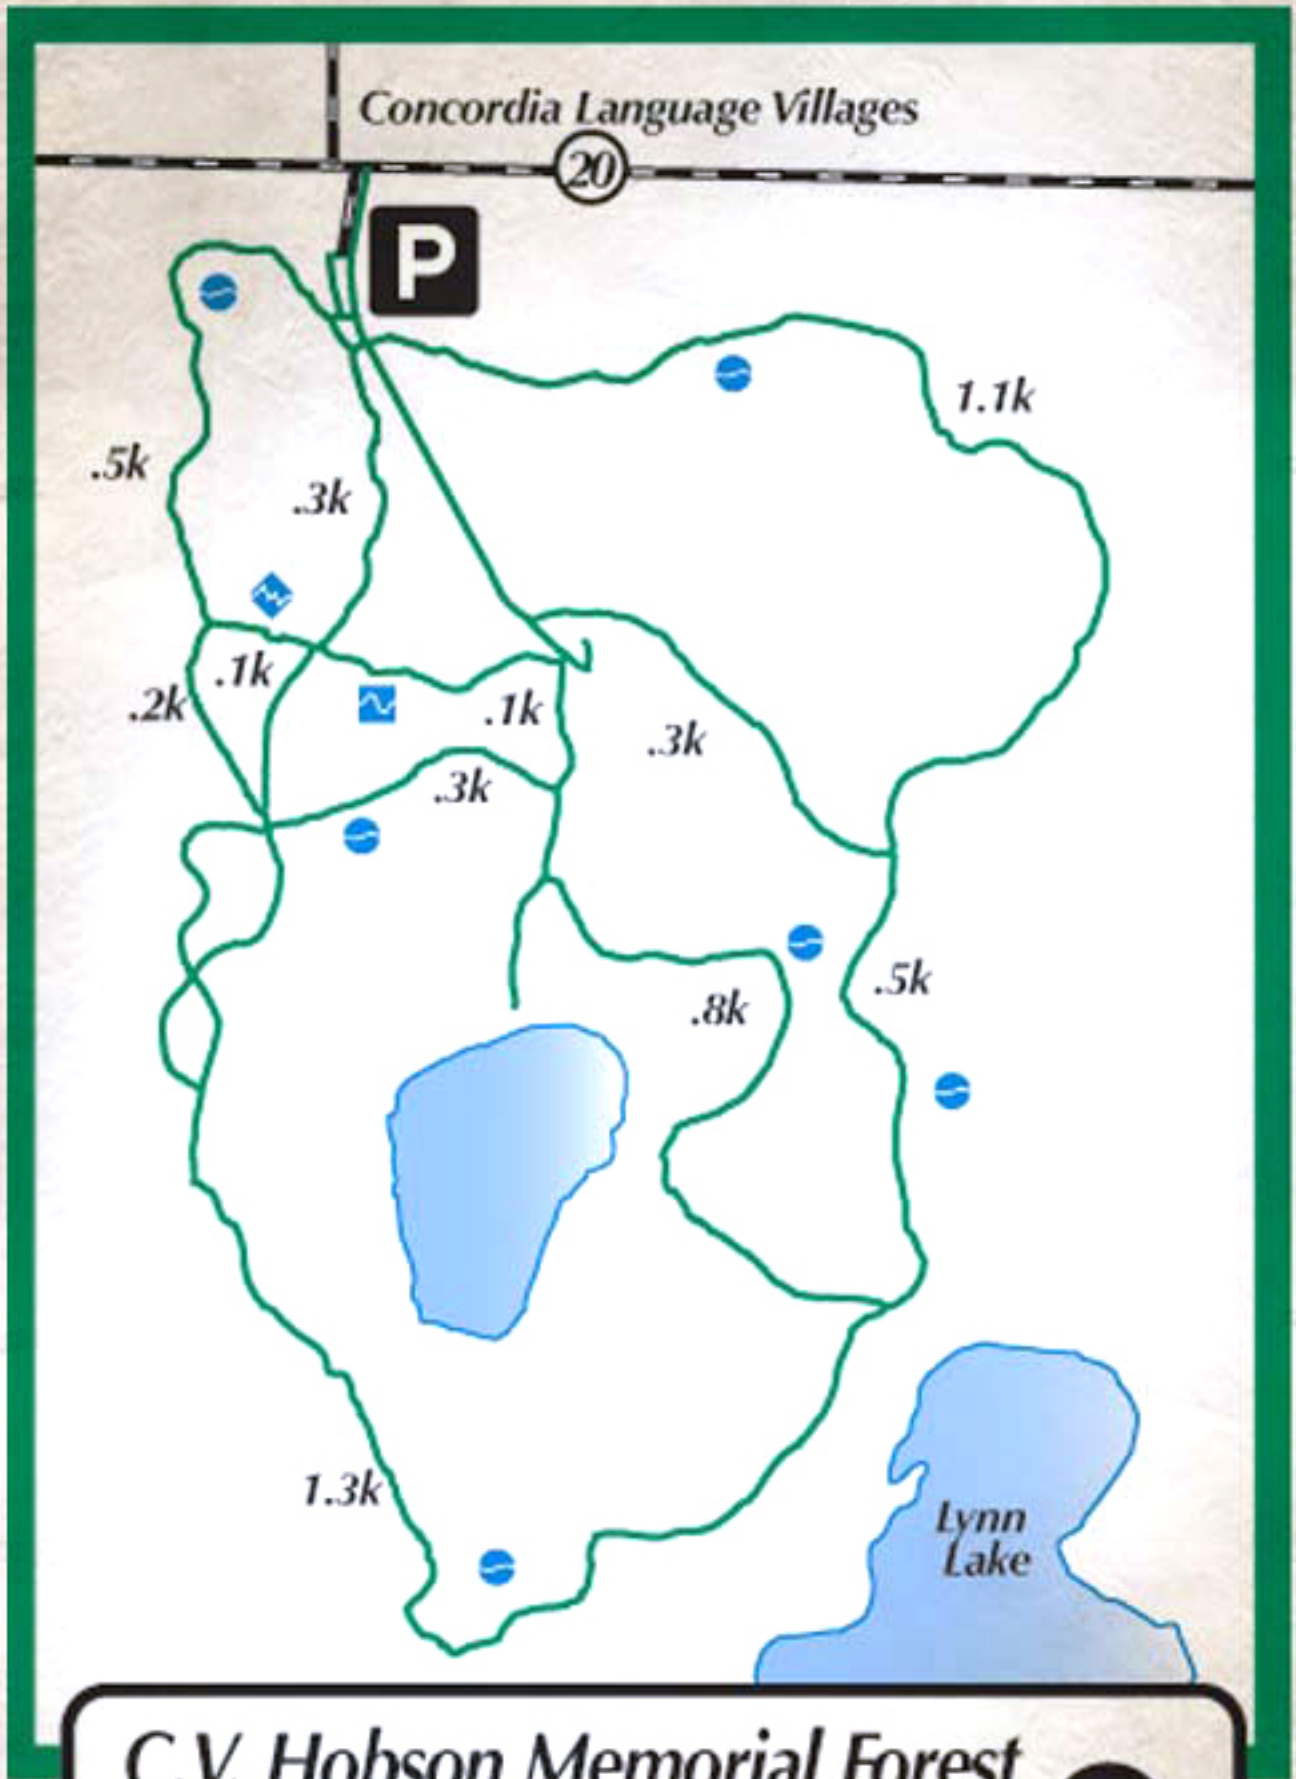 Concordia Language Villages
20
P
1.1k
.5k
.3k
.1k
.2k
.1k
.3k
.3k
.5k
.8k
1.3k
Lynn
Lake
C.V. Hobson Memorial Forest